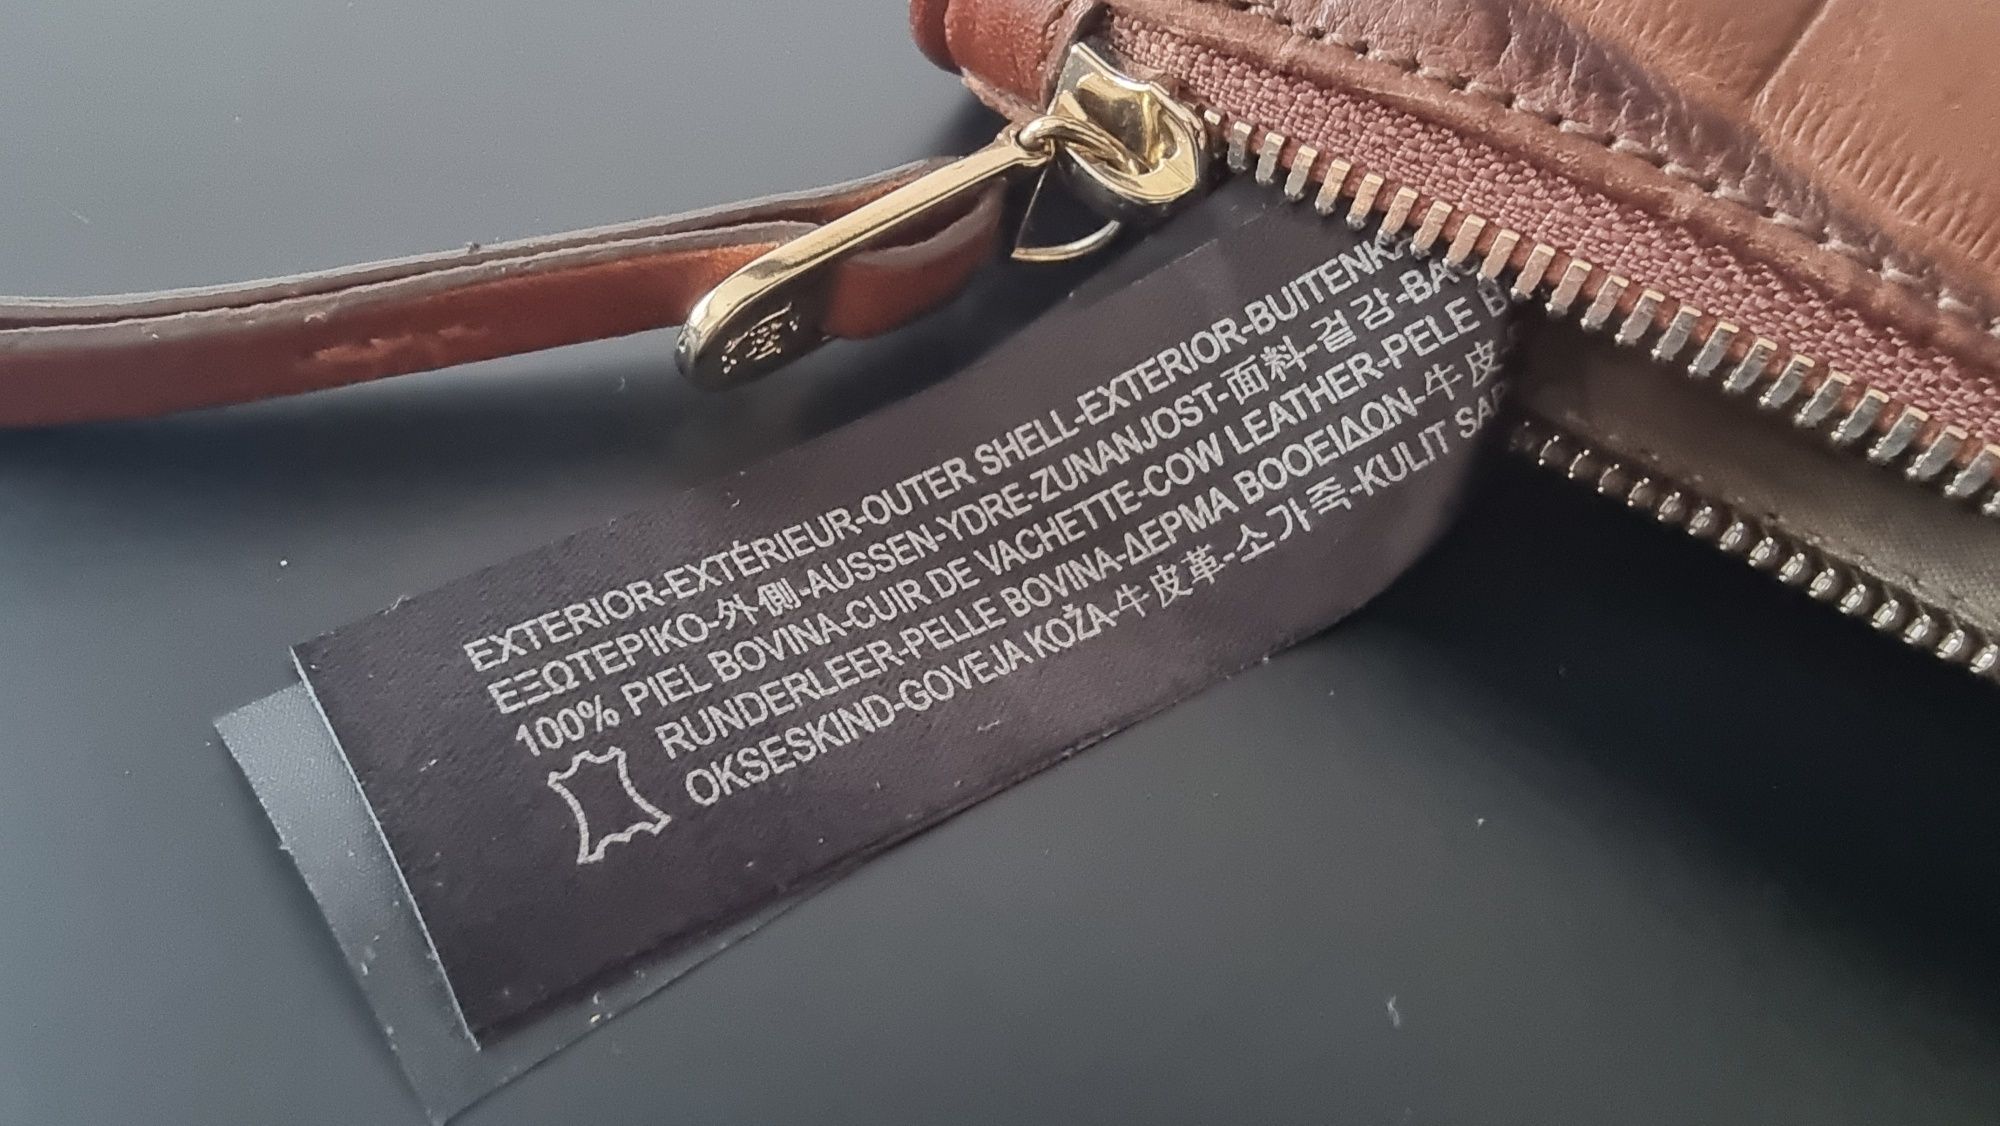 EXTERIOR-EXTÉRIEUR-OUTER SHELL-EXTERIOR-BUITENKA
ΕΞΩΤΕΡΙΚΟ-外側-AUSSEN-YDRE-ZUNANJOST-面料-겉감-BA
100% PIEL BOVINA-CUIR DE VACHETTE-COW LEATHER-PELE B
RUNDERLEER-PELLE BOVINA-ΔΕΡΜΑ ΒΟΟΕΙΔΩΝ-牛皮-
OKSESKIND-GOVEJA KOŽA-牛皮革-소가죽-KULIT SAP